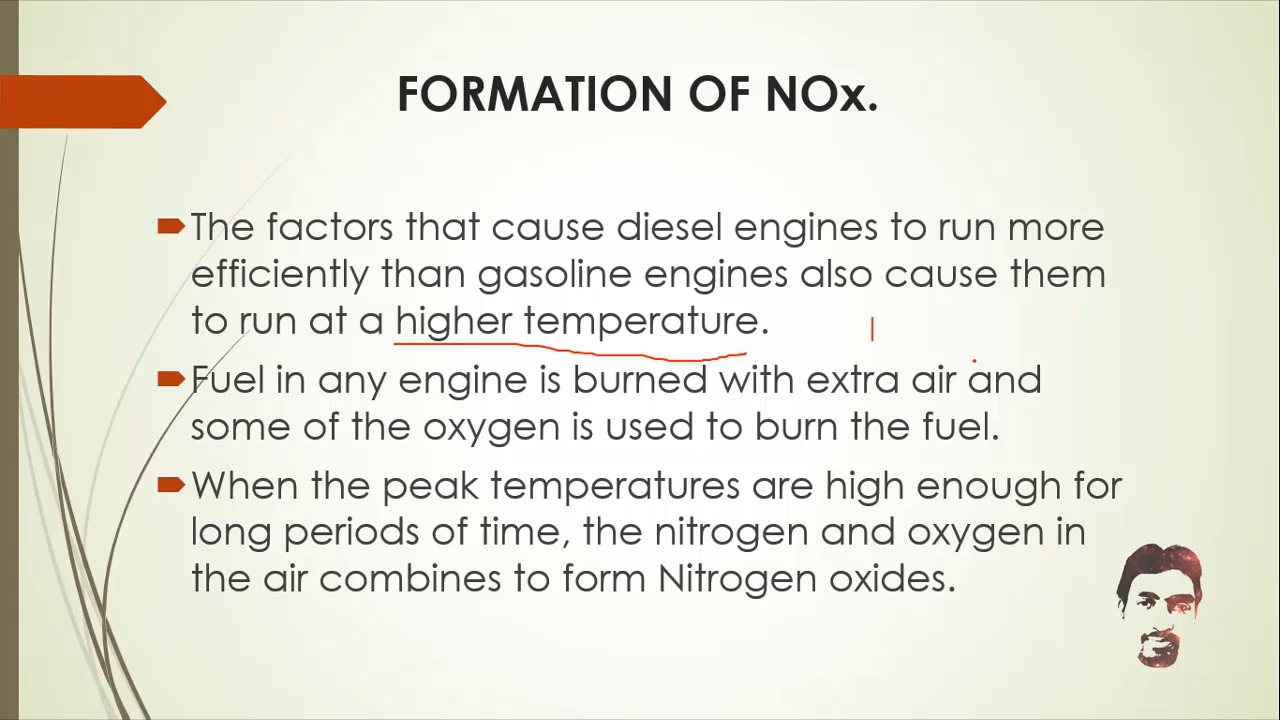 FORMATION OF NOx.
The factors that cause diesel engines to run more
efficiently than gasoline engines also cause them
to run at a higher temperature.
Fuel in any engine is burned with extra air and
some of the oxygen is used to burn the fuel.
When the peak temperatures are high enough for
long periods of time, the nitrogen and oxygen in
the air combines to form Nitrogen oxides.